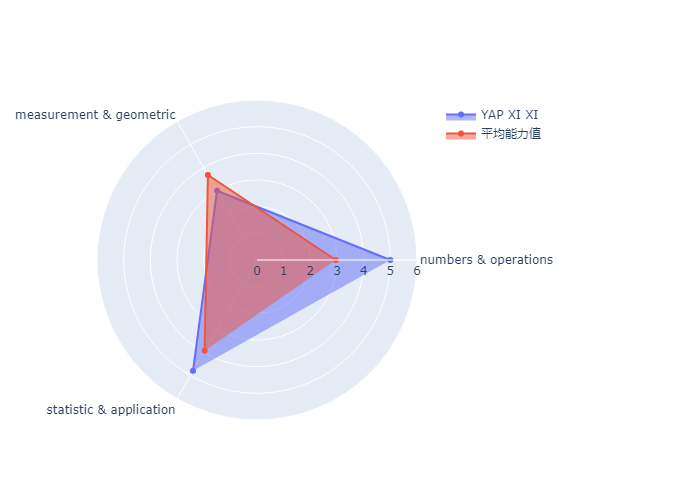 measurement & geometric
YAP XI XI
平均能力值
numbers & operations
0 1 2 3 4 5 6
statistic & application